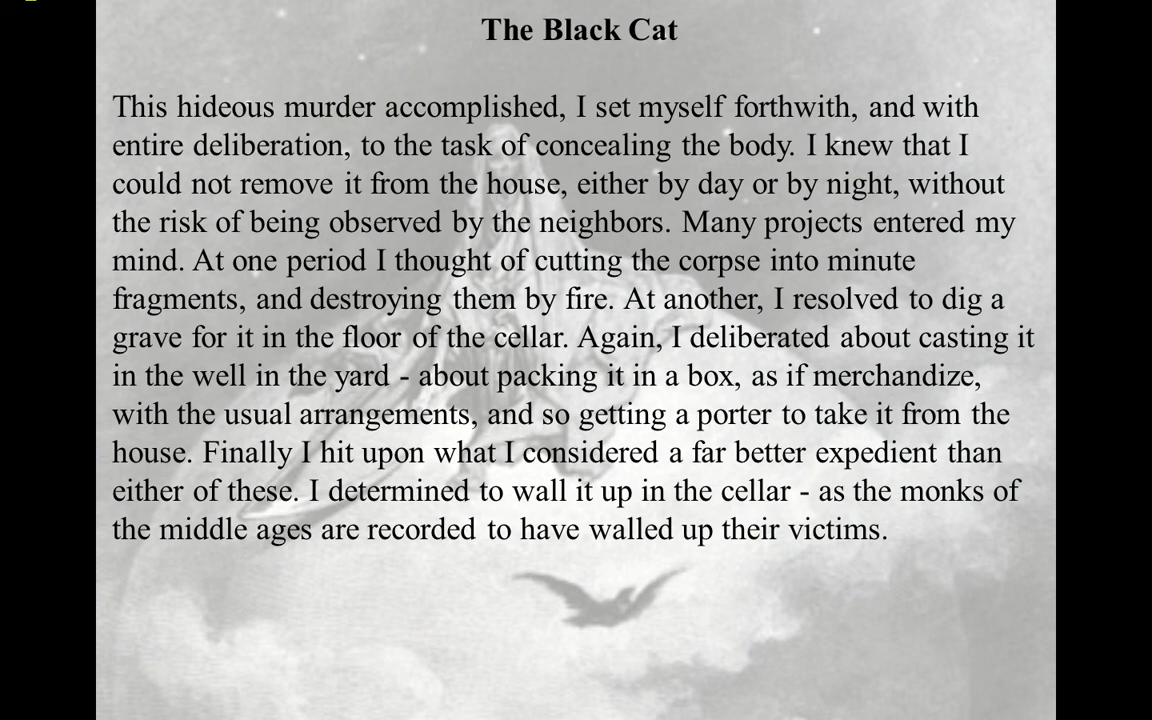 The Black Cat
This hideous murder accomplished, I set myself forthwith, and with
entire deliberation, to the task of concealing the body. I knew that I
could not remove it from the house, either by day or by night, without
the risk of being observed by the neighbors. Many projects entered my
mind. At one period I thought of cutting the corpse into minute
fragments, and destroying them by fire. At another, I resolved to dig a
grave for it in the floor of the cellar. Again, I deliberated about casting it
in the well in the yard - about packing it in a box, as if merchandize,
with the usual arrangements, and so getting a porter to take it from the
house. Finally I hit upon what I considered a far better expedient than
either of these. I determined to wall it up in the cellar - as the monks of
the middle ages are recorded to have walled up their victims.